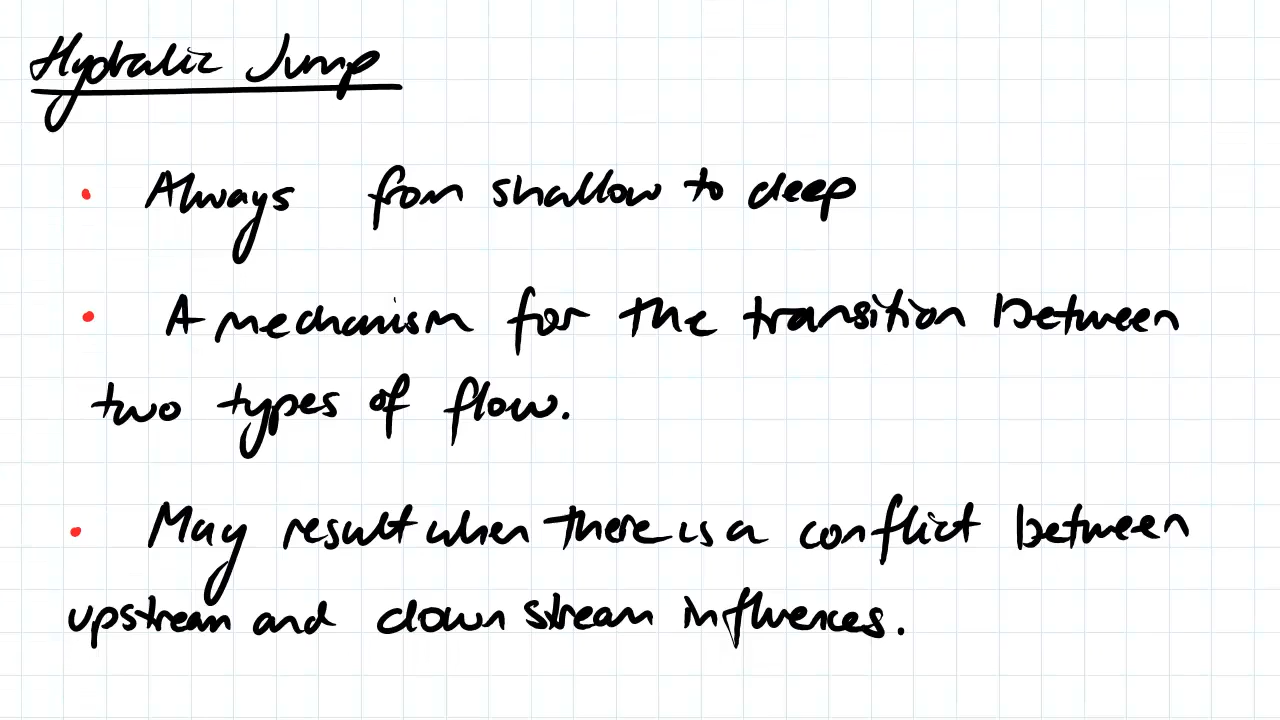 Hydralic Jump
• Always from shallow to deep
• A mechanism for the transition between
two types of flow.
• May result when there is a conflict between
upstream and down stream influences.